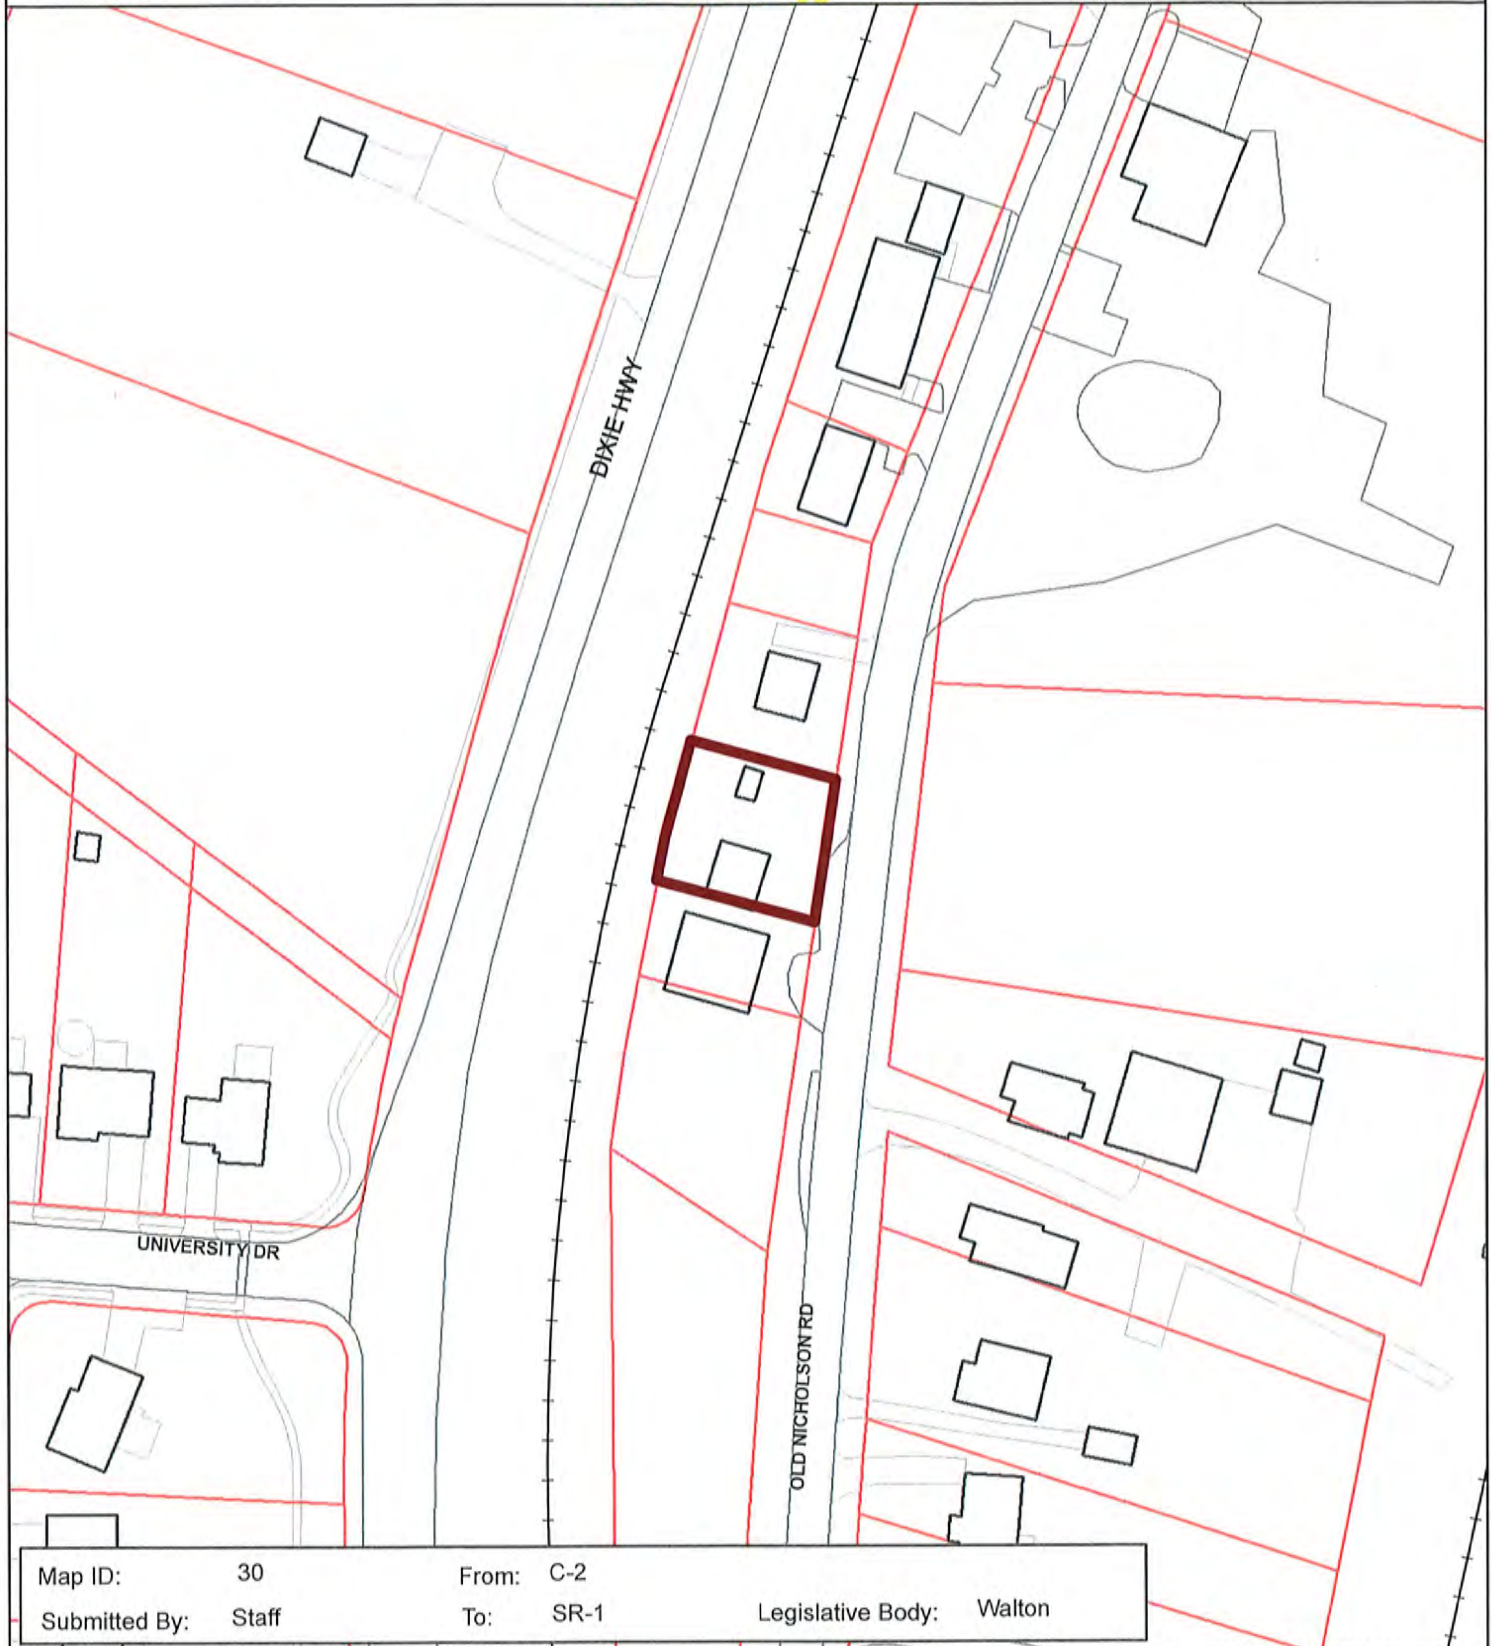 DIXIE HWY
UNIVERSITY DR
OLD NICHOLSON RD
Map ID: 30 From: C-2
Submitted By: Staff To: SR-1 Legislative Body: Walton